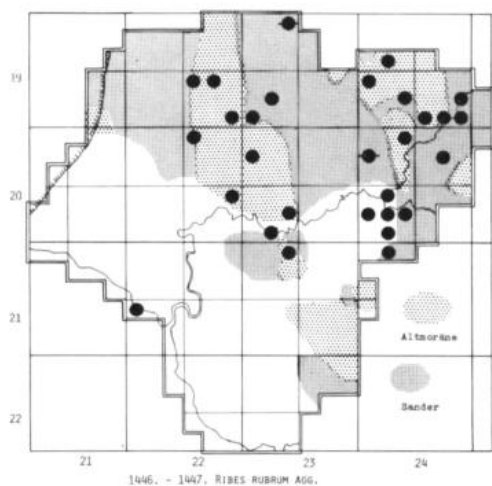 19
20
21
22
Altmoräne
Sander
21 22 23 24
1446. - 1447. RIBES RUBRUM AGG.